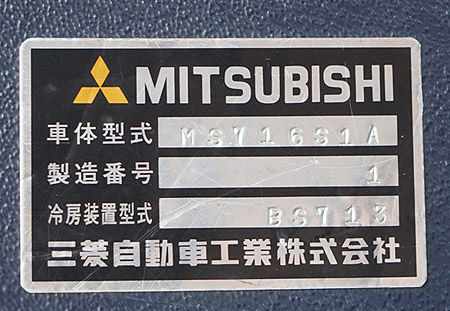 MITSUBISHI
車体型式 MS716S1A
製造番号 1
冷房装置型式 BS713
三菱自動車工業株式会社